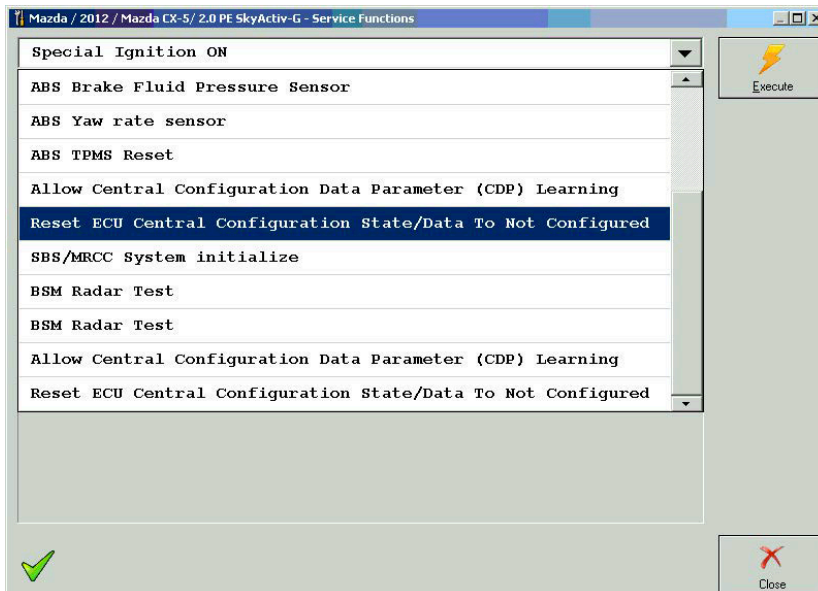 Mazda / 2012 / Mazda CX-5/ 2.0 PE SkyActiv-G - Service Functions
Special Ignition ON
Execute
ABS Brake Fluid Pressure Sensor
ABS Yaw rate sensor
ABS TPMS Reset
Allow Central Configuration Data Parameter (CDP) Learning
Reset ECU Central Configuration State/Data To Not Configured
SBS/MRCC System initialize
BSM Radar Test
BSM Radar Test
Allow Central Configuration Data Parameter (CDP) Learning
Reset ECU Central Configuration State/Data To Not Configured
Close